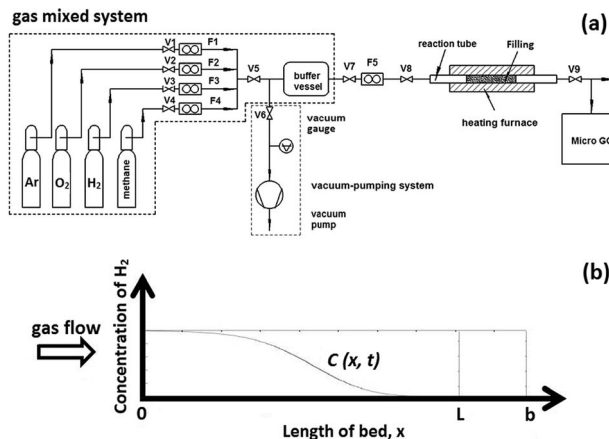 gas mixed system
(a)
V1 F1
V2 F2
V3 F3
V4 F4
V5
buffer
vessel
V7 F5 V8
reaction tube
Filling
V9
heating furnace
Micro GC
V6
vacuum
gauge
vacuum-pumping system
vacuum
pump
Ar
O2
H2
methane
(b)
gas flow
Concentration of H2
C (x, t)
0
L
b
Length of bed, x